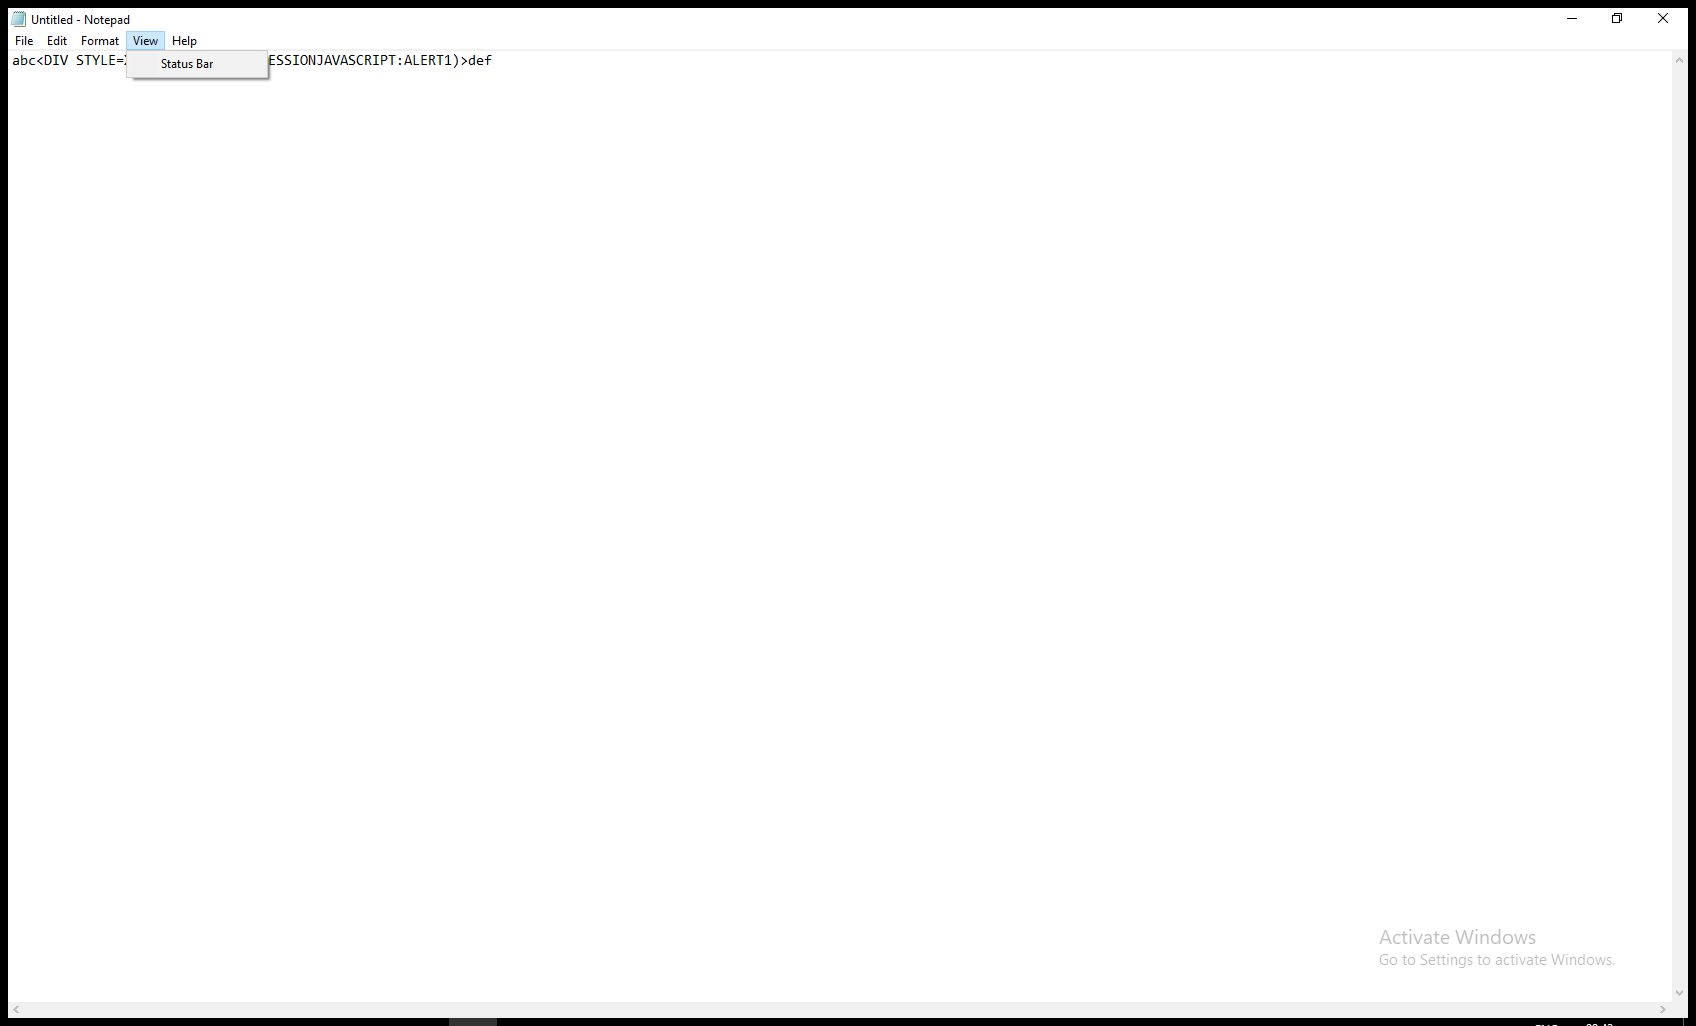 Untitled - Notepad
File Edit Format View Help
abc<DIV STYLE= ESSIONJAVASCRIPT:ALERT1)>def
Status Bar
Activate Windows
Go to Settings to activate Windows.